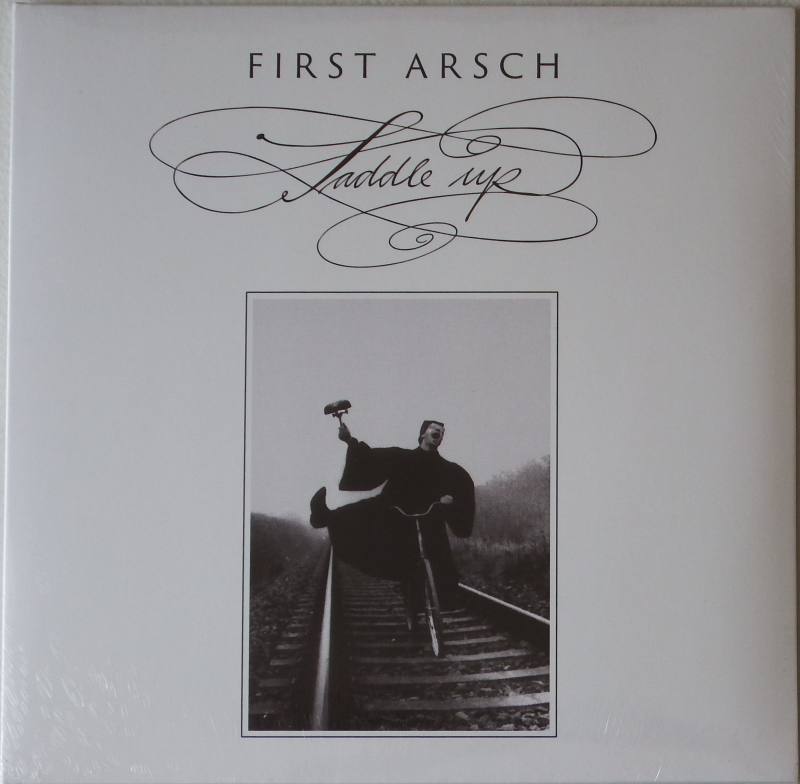 FIRST ARSCH
Saddle up